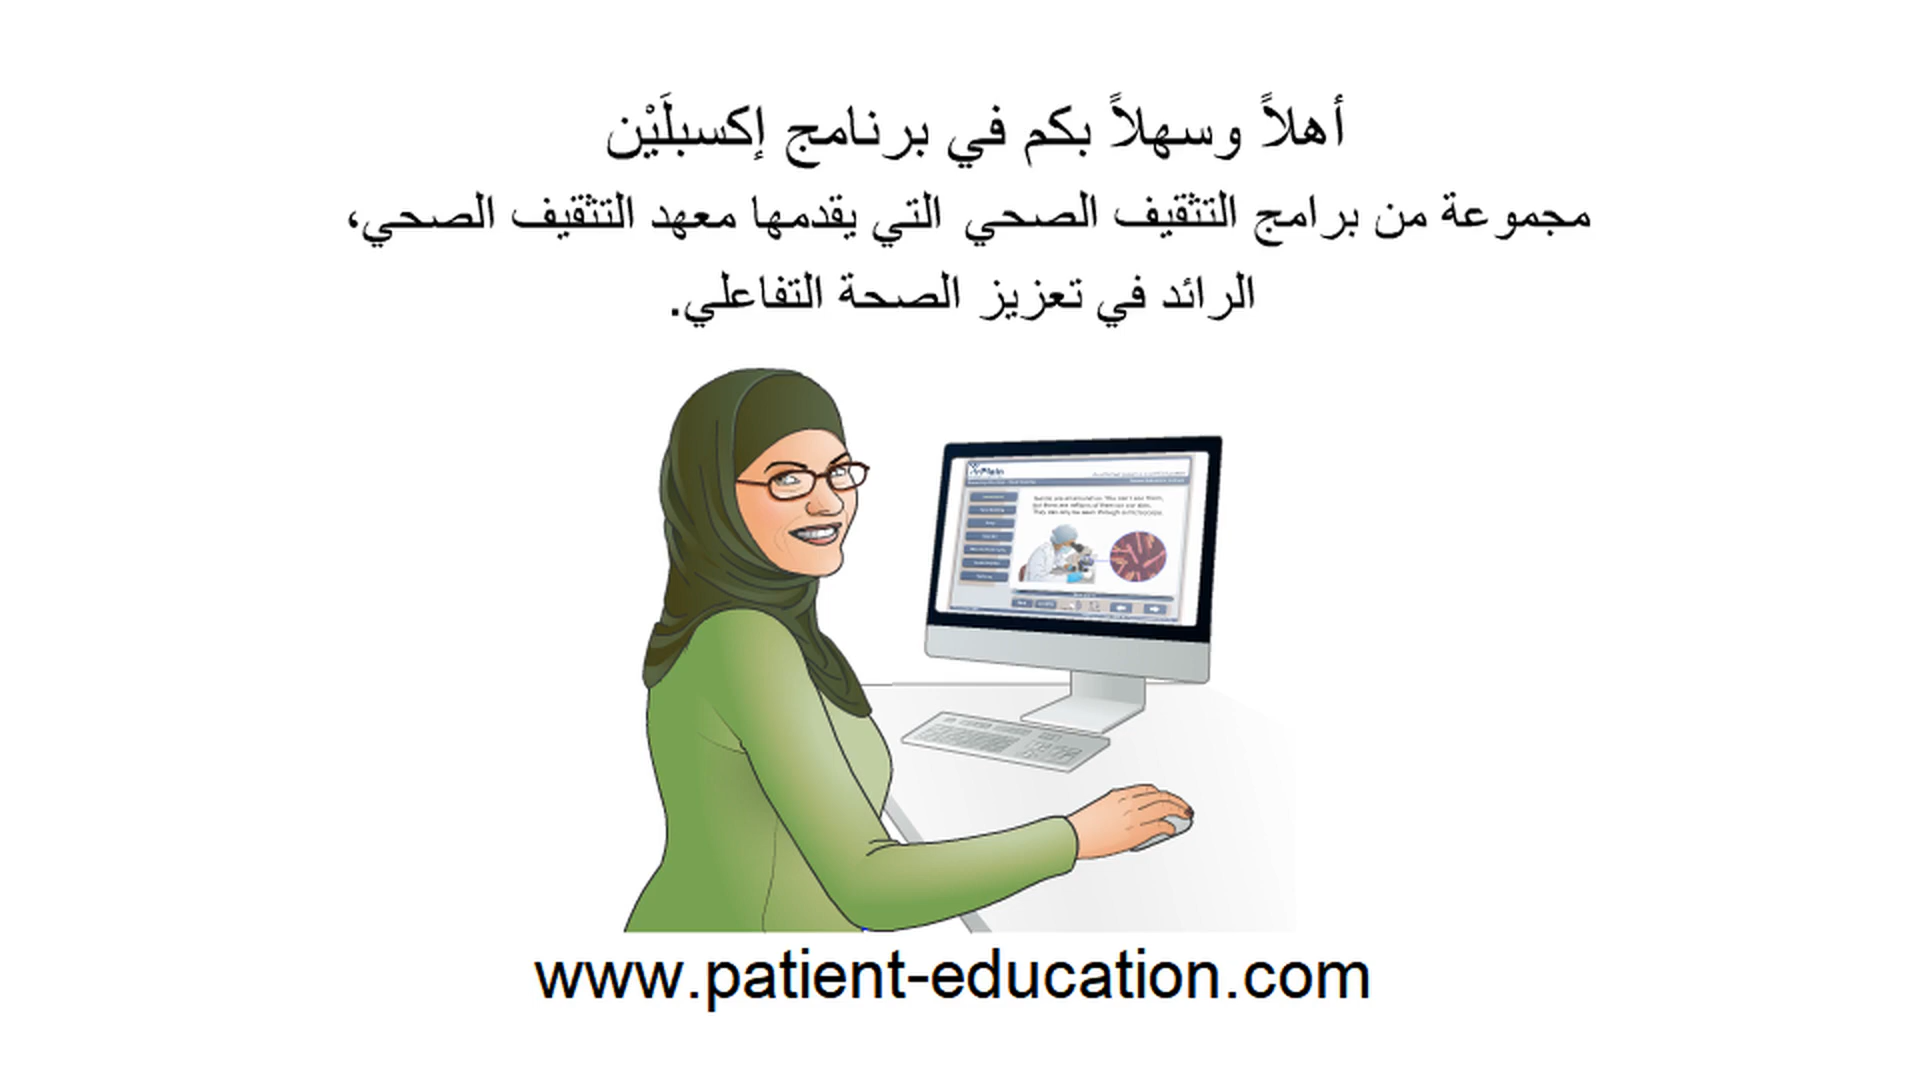 أهلاً وسهلاً بكم في برنامج إكسبلَيْن
مجموعة من برامج التثقيف الصحي التي يقدمها معهد التثقيف الصحي،
الرائد في تعزيز الصحة التفاعلي.
www.patient-education.com